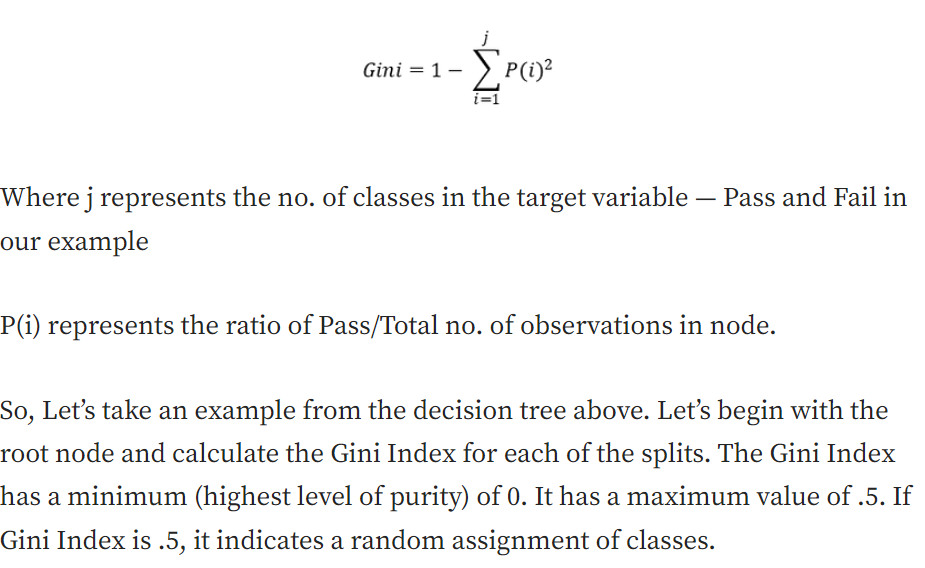 Gini = 1 − \sum_{i=1}^{j} P(i)²
Where j represents the no. of classes in the target variable — Pass and Fail in
our example
P(i) represents the ratio of Pass/Total no. of observations in node.
So, Let’s take an example from the decision tree above. Let’s begin with the
root node and calculate the Gini Index for each of the splits. The Gini Index
has a minimum (highest level of purity) of 0. It has a maximum value of .5. If
Gini Index is .5, it indicates a random assignment of classes.